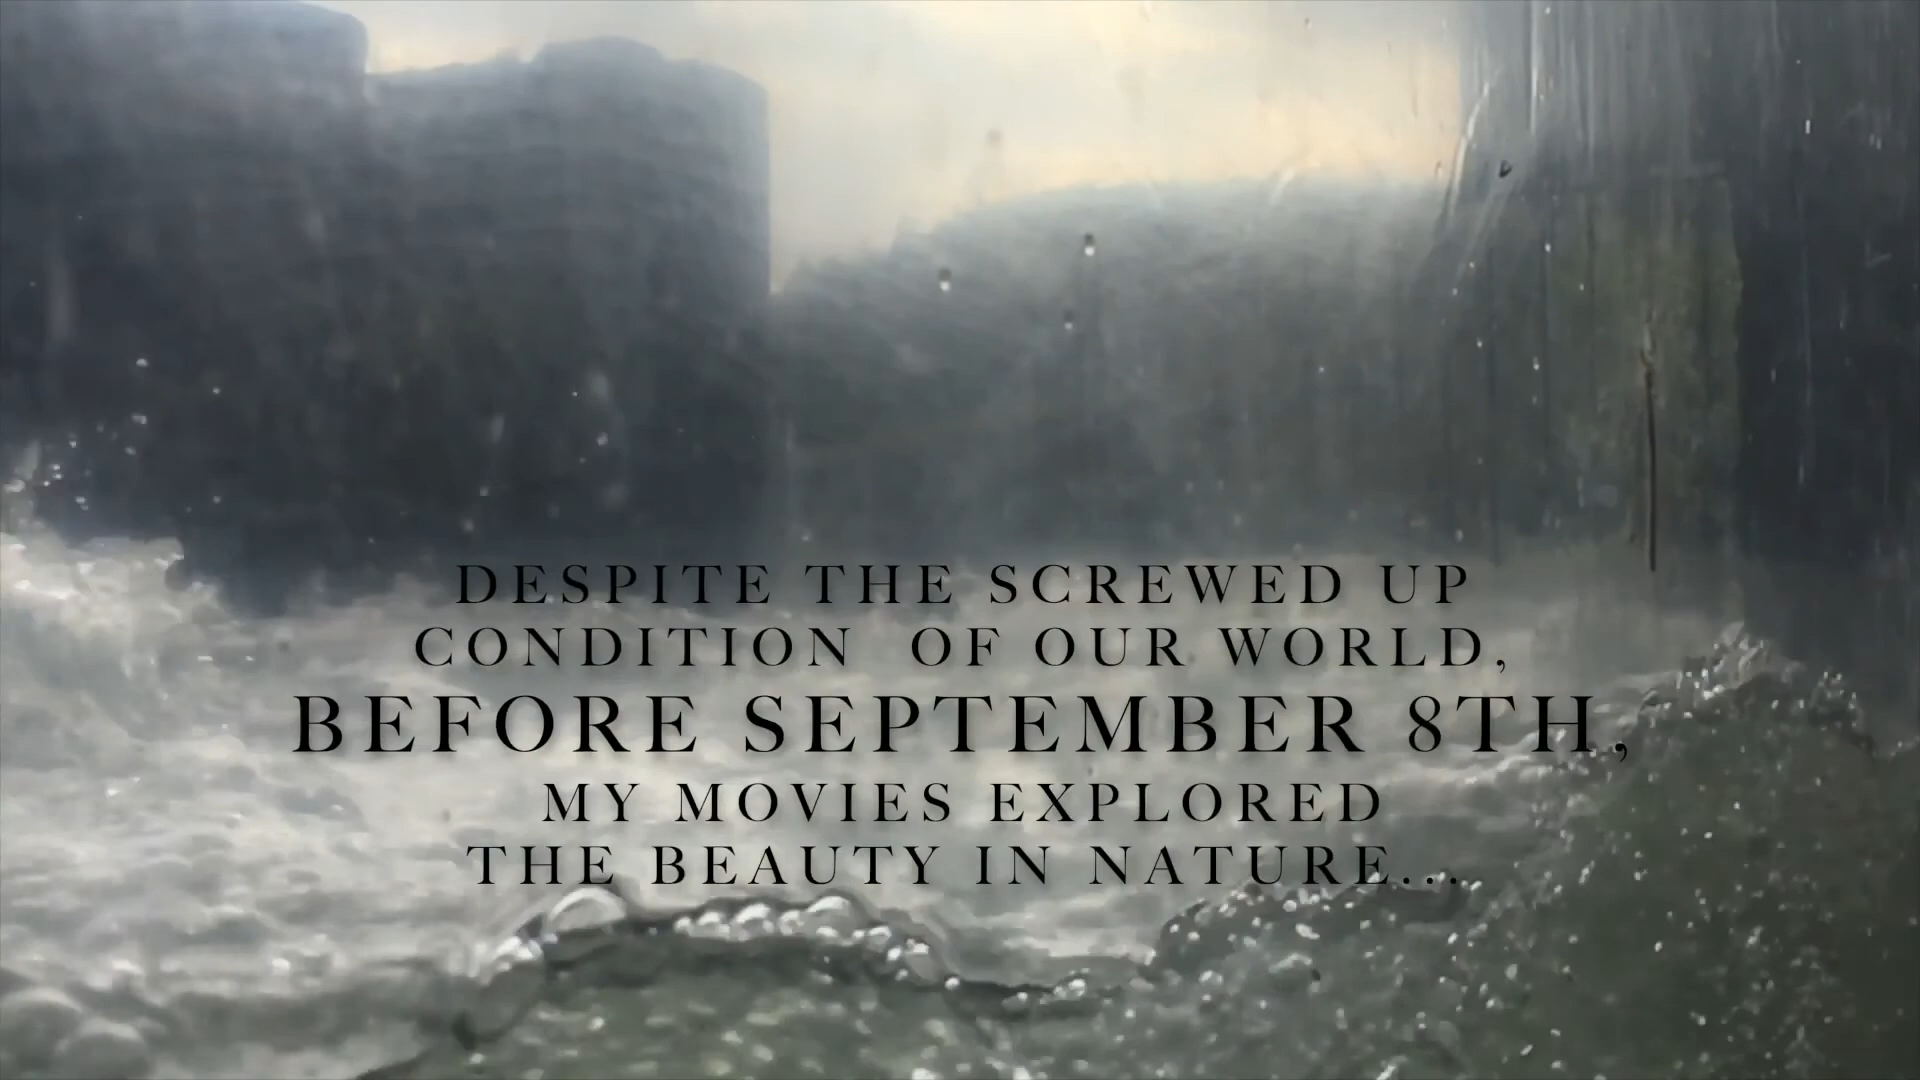 DESPITE THE SCREWED UP
CONDITION OF OUR WORLD,
BEFORE SEPTEMBER 8TH,
MY MOVIES EXPLORED
THE BEAUTY IN NATURE...